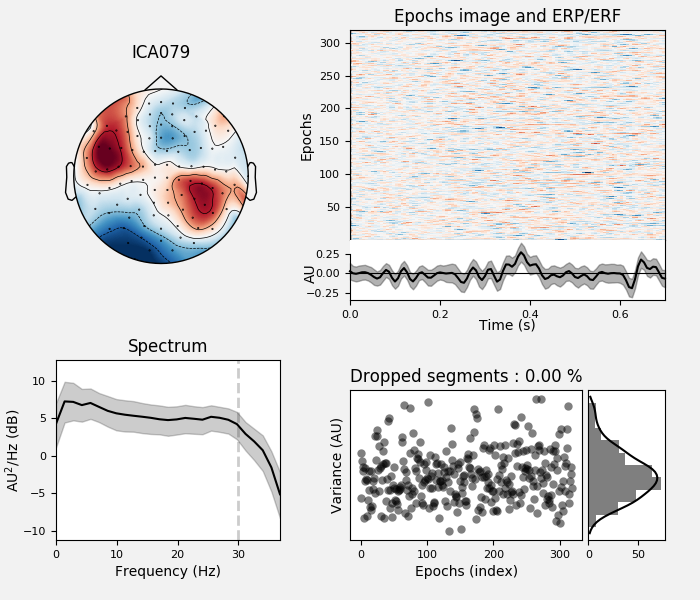 ICA079
Epochs image and ERP/ERF
Epochs
300
250
200
150
100
50
AU
0.25
0.00
−0.25
0.0 0.2 0.4 0.6
Time (s)
Spectrum
AU²/Hz (dB)
10
5
0
−5
−10
0 10 20 30
Frequency (Hz)
Dropped segments : 0.00 %
Variance (AU)
0 100 200 300
Epochs (index)
0 50